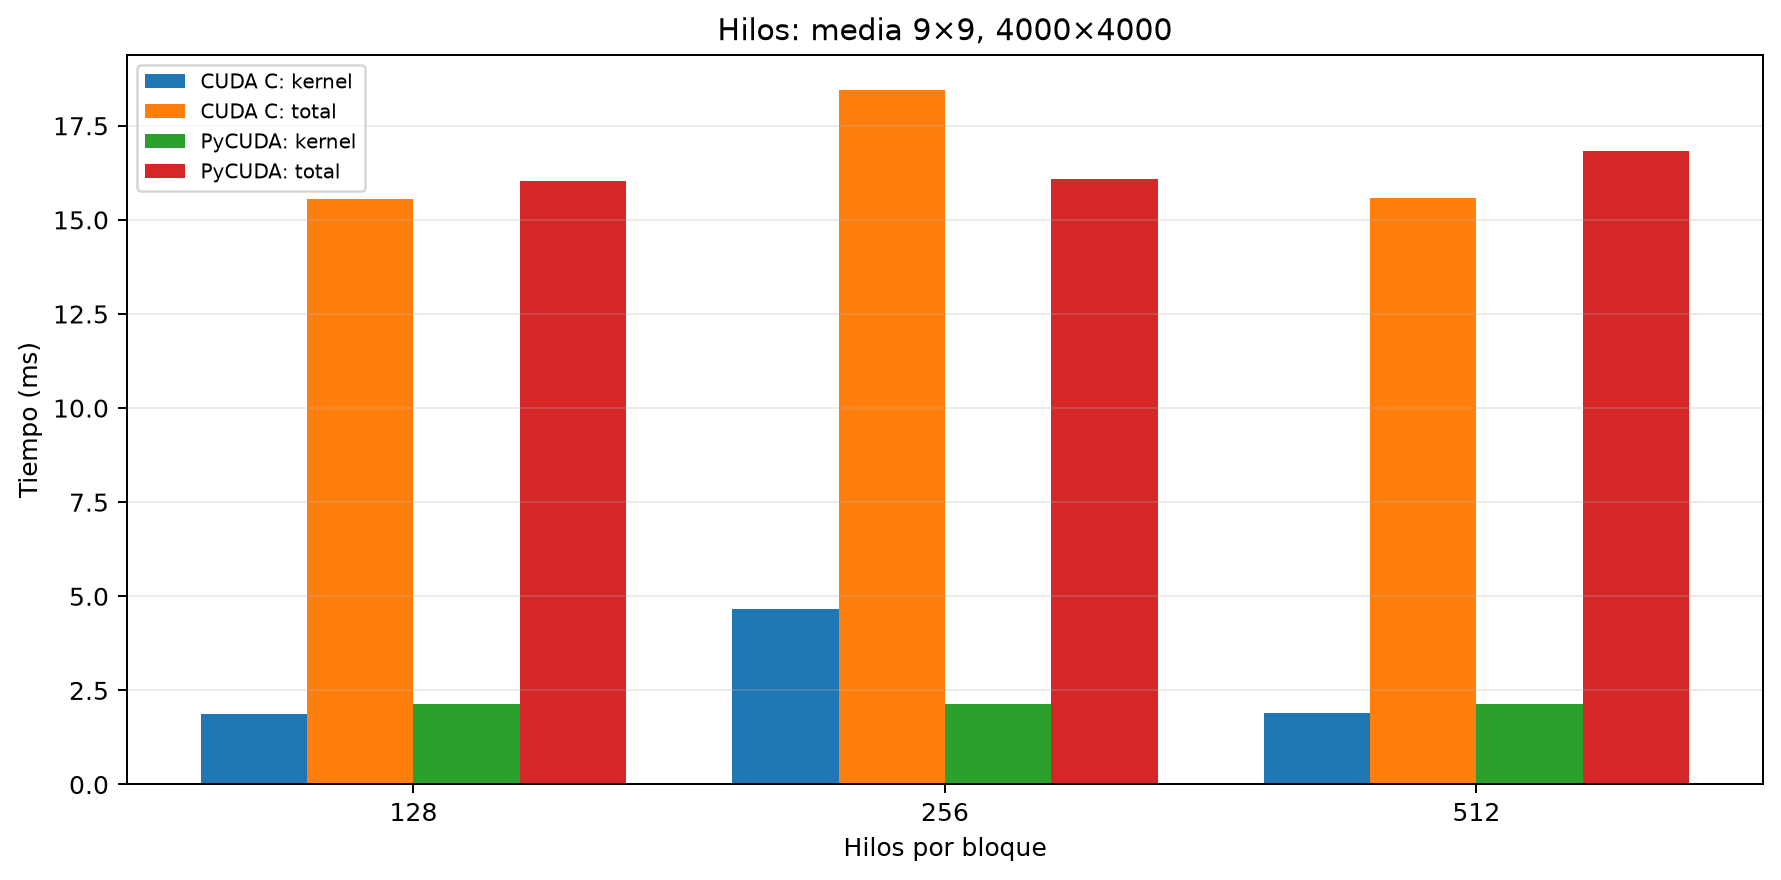 Hilos: media 9×9, 4000×4000
CUDA C: kernel
CUDA C: total
PyCUDA: kernel
PyCUDA: total
Tiempo (ms)
17.5
15.0
12.5
10.0
7.5
5.0
2.5
0.0
128 256 512
Hilos por bloque